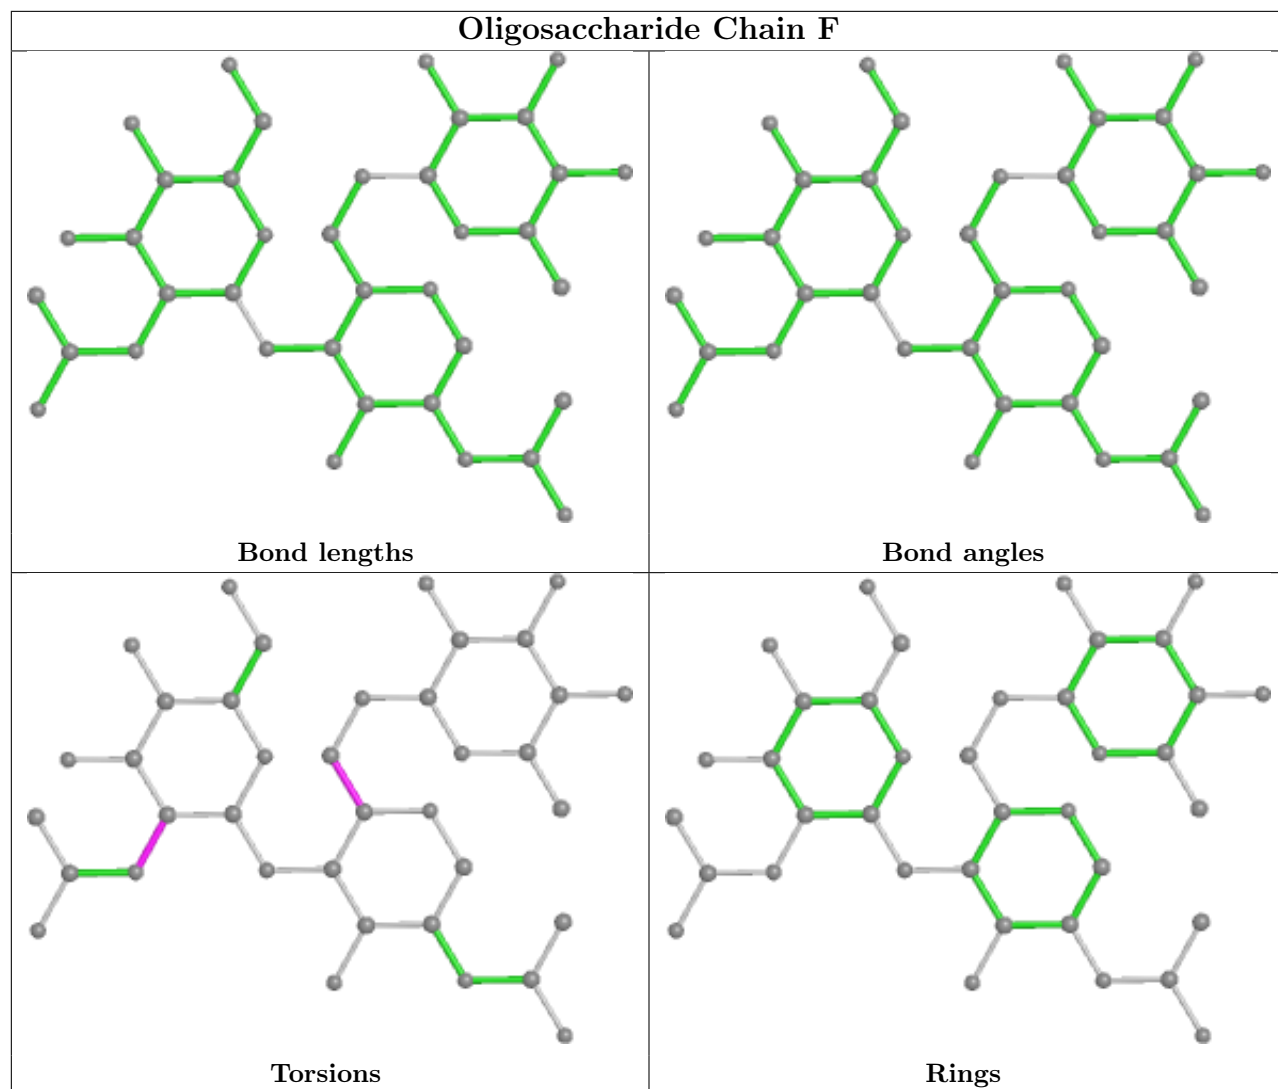 Oligosaccharide Chain F
Bond lengths
Bond angles
Torsions
Rings